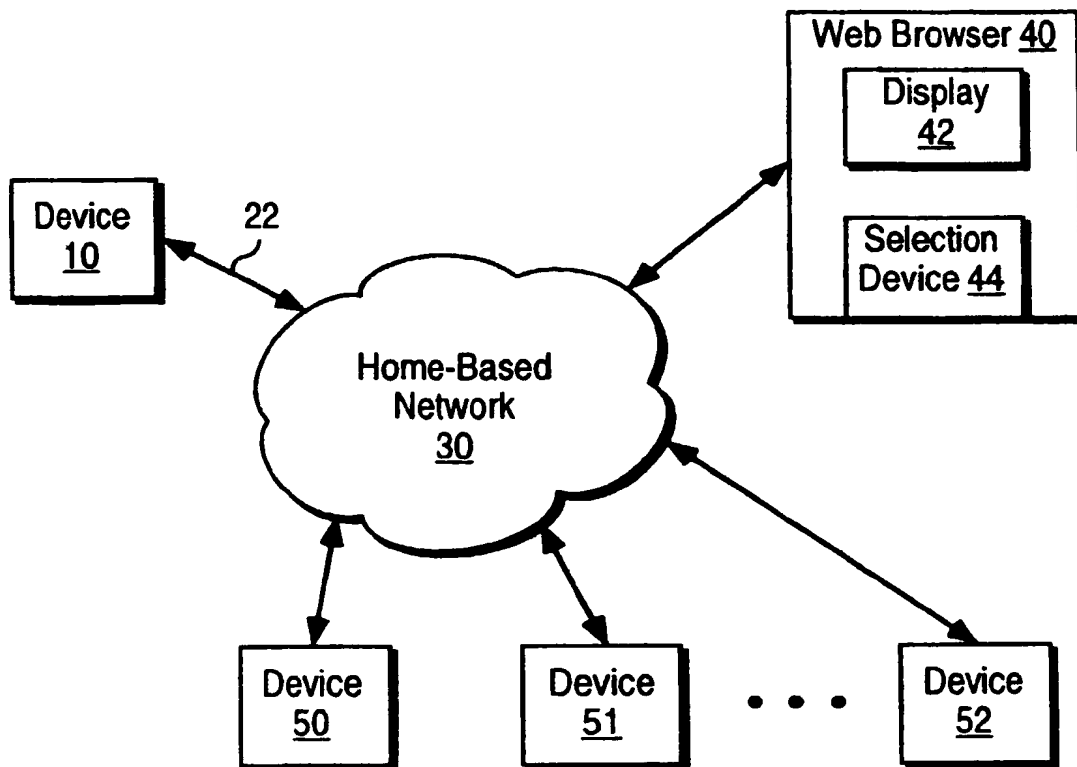 Web Browser 40
Display
42
Selection
Device 44
Device
10
22
Home-Based
Network
30
Device
50
Device
51
Device
52